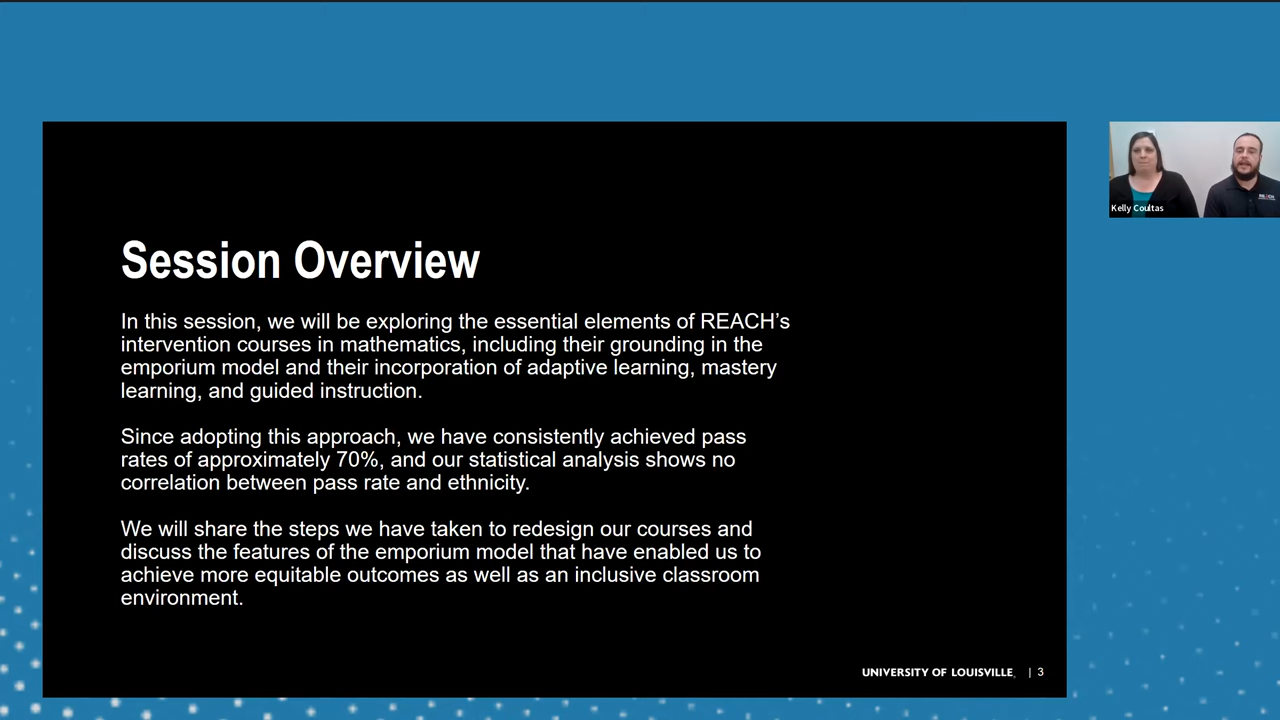 Session Overview
In this session, we will be exploring the essential elements of REACH's
intervention courses in mathematics, including their grounding in the
emporium model and their incorporation of adaptive learning, mastery
learning, and guided instruction.
Since adopting this approach, we have consistently achieved pass
rates of approximately 70%, and our statistical analysis shows no
correlation between pass rate and ethnicity.
We will share the steps we have taken to redesign our courses and
discuss the features of the emporium model that have enabled us to
achieve more equitable outcomes as well as an inclusive classroom
environment.
UNIVERSITY OF LOUISVILLE. | 3
Kelly Coultas
REACH